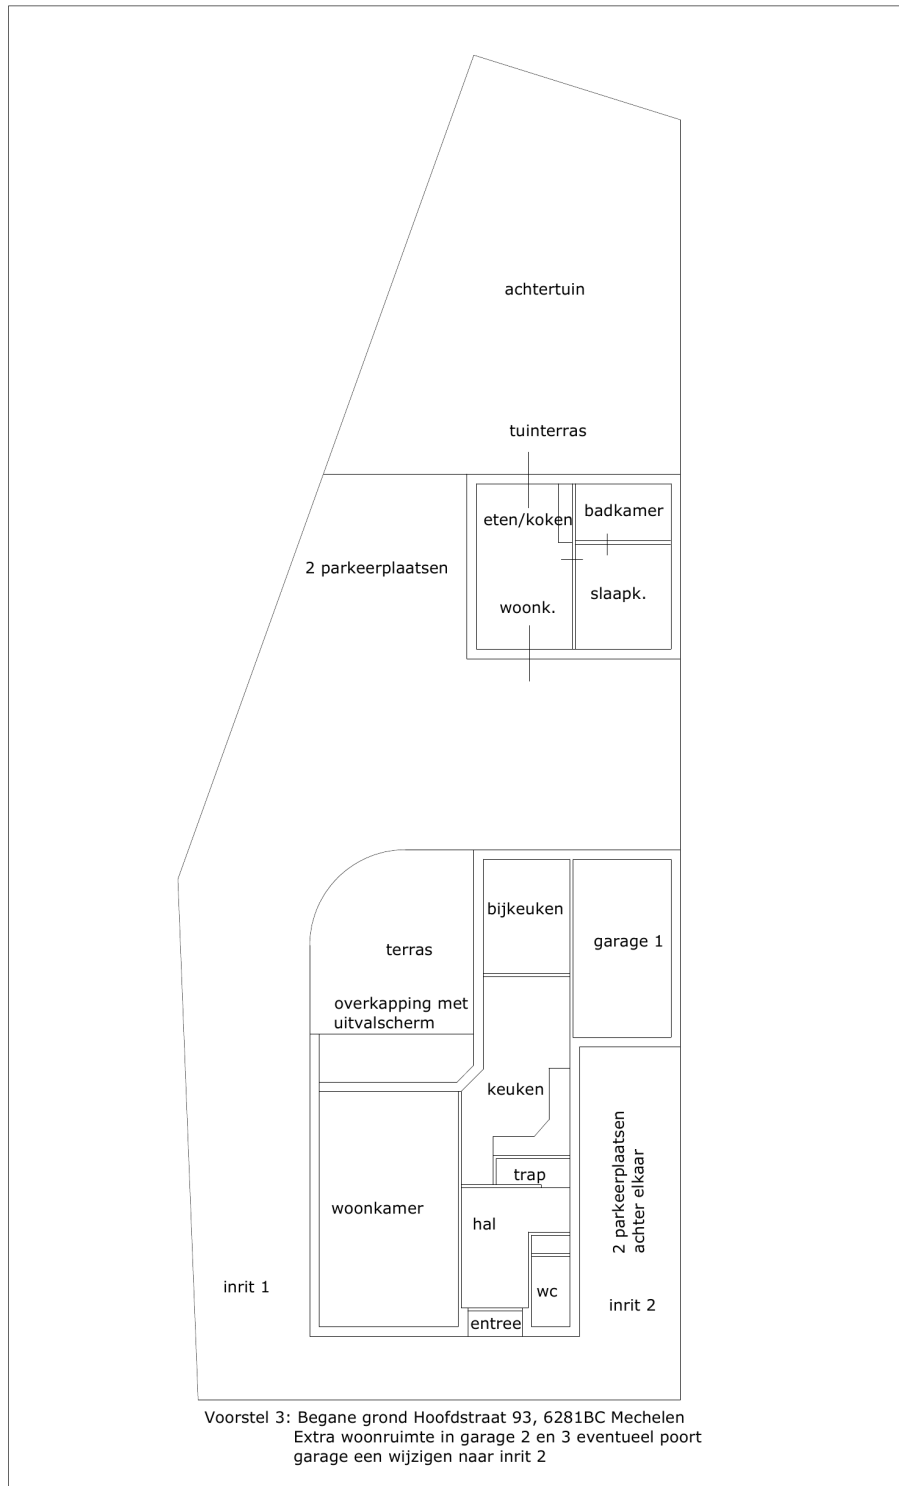 achtertuin
tuinterras
eten/koken
badkamer
2 parkeerplaatsen
slaapk.
woonk.
bijkeuken
garage 1
terras
overkapping met
uitvalscherm
keuken
2 parkeerplaatsen
achter elkaar
trap
woonkamer
hal
inrit 1
wc
inrit 2
entree
Voorstel 3: Begane grond Hoofdstraat 93, 6281BC Mechelen
Extra woonruimte in garage 2 en 3 eventueel poort
garage een wijzigen naar inrit 2